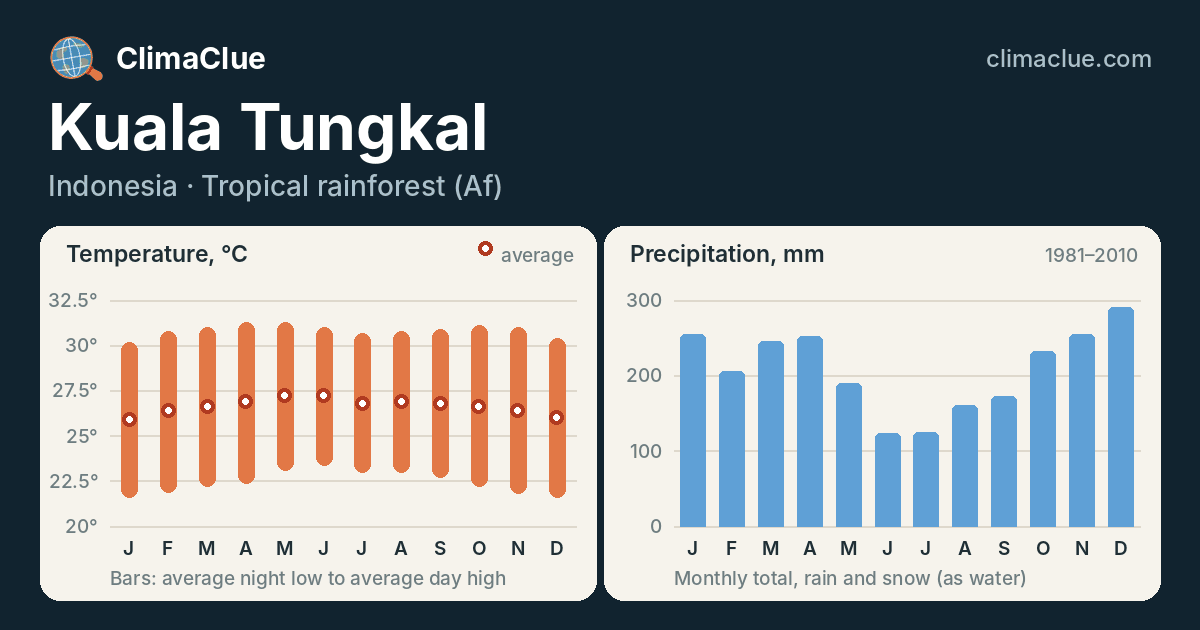 ClimaClue
climaclue.com
Kuala Tungkal
Indonesia · Tropical rainforest (Af)
Temperature, °C
average
32.5°
30°
27.5°
25°
22.5°
20°
J F M A M J J A S O N D
Bars: average night low to average day high
Precipitation, mm
1981–2010
300
200
100
0
J F M A M J J A S O N D
Monthly total, rain and snow (as water)